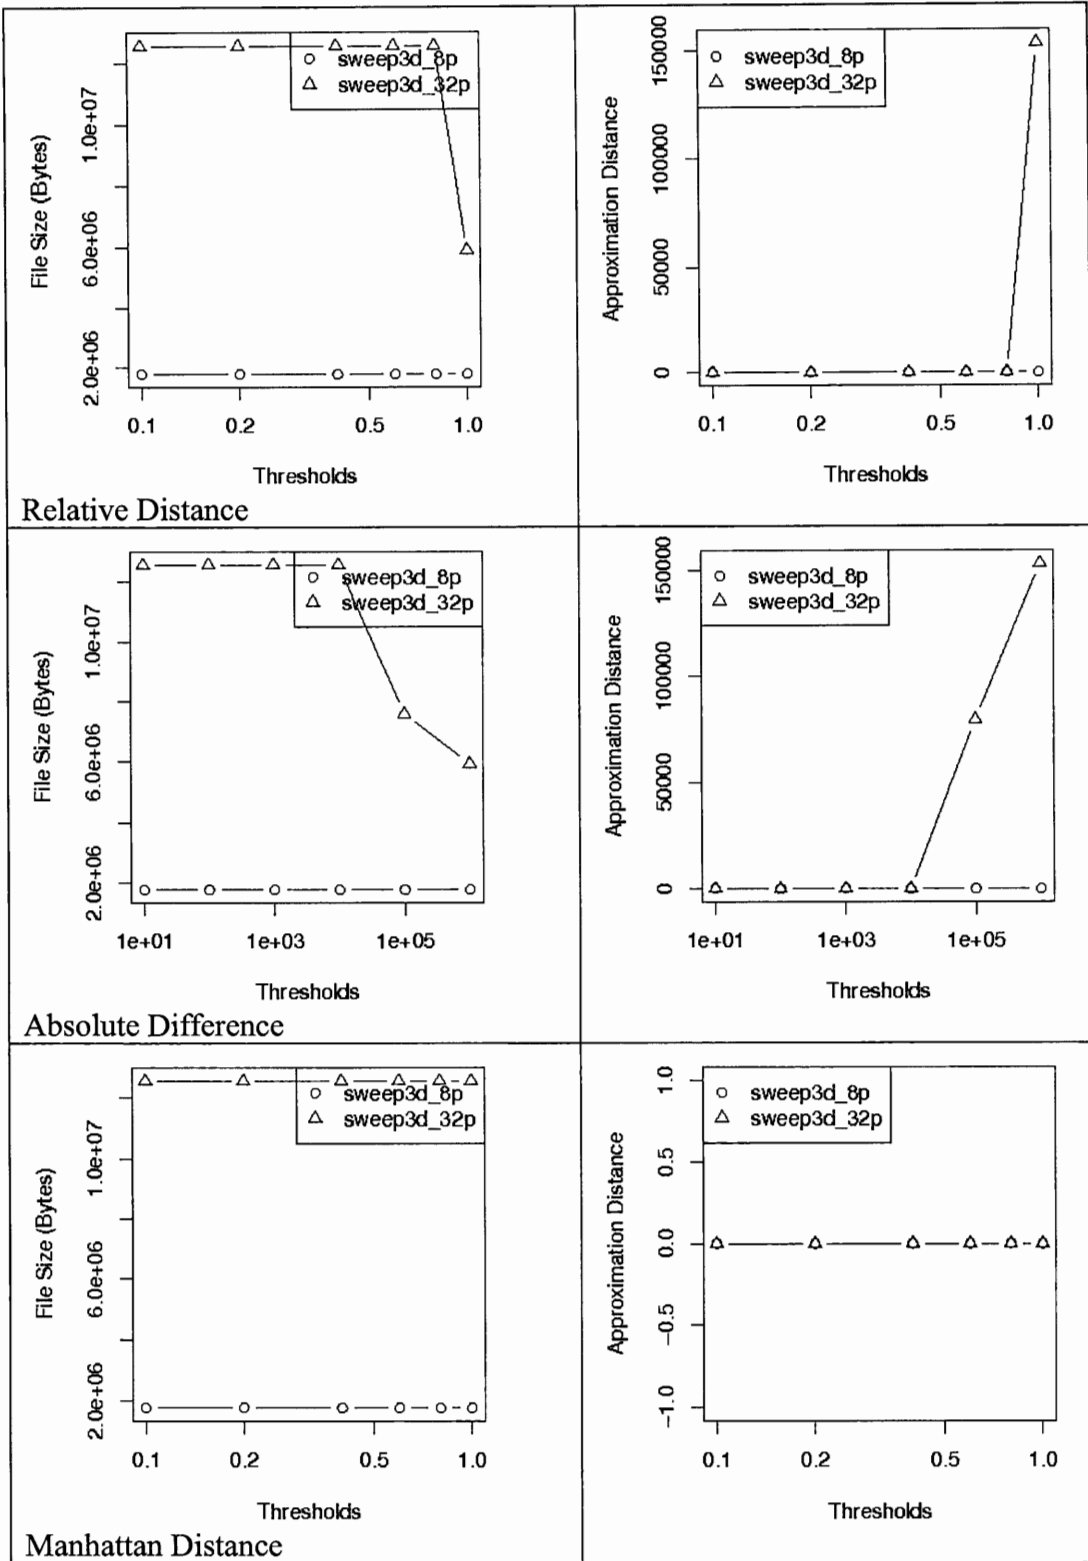 sweep3d_8p
sweep3d_32p
File Size (Bytes)
2.0e+06 6.0e+06 1.0e+07
0.1 0.2 0.5 1.0
Thresholds
Relative Distance
sweep3d_8p
sweep3d_32p
Approximation Distance
0 50000 100000 150000
0.1 0.2 0.5 1.0
Thresholds
sweep3d_8p
sweep3d_32p
File Size (Bytes)
2.0e+06 6.0e+06 1.0e+07
1e+01 1e+03 1e+05
Thresholds
Absolute Difference
sweep3d_8p
sweep3d_32p
Approximation Distance
0 50000 100000 150000
1e+01 1e+03 1e+05
Thresholds
sweep3d_8p
sweep3d_32p
File Size (Bytes)
2.0e+06 6.0e+06 1.0e+07
0.1 0.2 0.5 1.0
Thresholds
Manhattan Distance
sweep3d_8p
sweep3d_32p
Approximation Distance
-1.0 -0.5 0.0 0.5 1.0
0.1 0.2 0.5 1.0
Thresholds